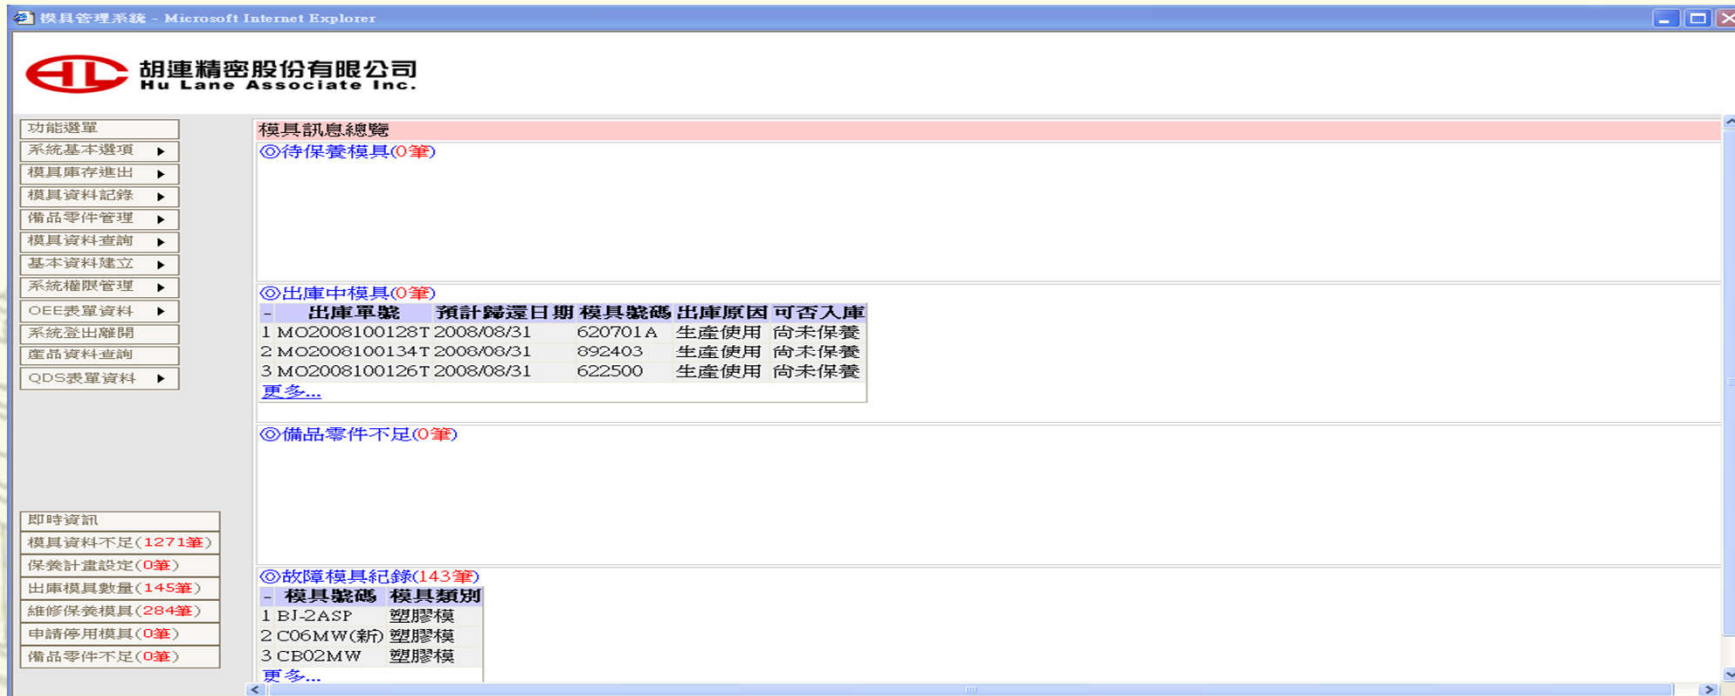 模具管理系統 - Microsoft Internet Explorer
HL 胡連精密股份有限公司
Hu Lane Associate Inc.
功能選單
系統基本選項
模具庫存進出
模具資料記錄
備品零件管理
模具資料查詢
基本資料建立
系統權限管理
OEE表單資料
系統登出離開
產品資料查詢
QDS表單資料
即時資訊
模具資料不足(1271筆)
保養計畫設定(0筆)
出庫模具數量(145筆)
維修保養模具(284筆)
申請停用模具(0筆)
備品零件不足(0筆)
模具訊息總覽
◎待保養模具(0筆)
◎出庫中模具(0筆)
- 出庫單號 預計歸還日期 模具號碼 出庫原因 可否入庫
1 MO2008100128T 2008/08/31 620701A 生產使用 尚未保養
2 MO2008100134T 2008/08/31 892403 生產使用 尚未保養
3 MO2008100126T 2008/08/31 622500 生產使用 尚未保養
更多...
◎備品零件不足(0筆)
◎故障模具紀錄(143筆)
- 模具號碼 模具類別
1 BJ-2ASP 塑膠模
2 C06MW(新) 塑膠模
3 CB02MW 塑膠模
更多...